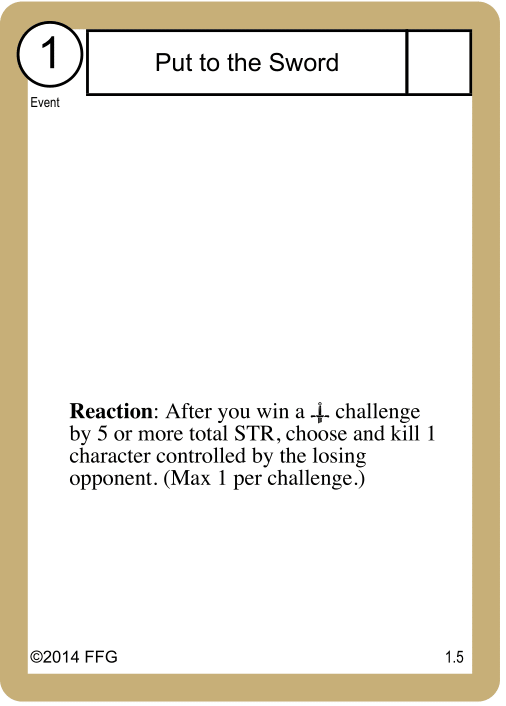 1
Put to the Sword
Event
Reaction: After you win a challenge
by 5 or more total STR, choose and kill 1
character controlled by the losing
opponent. (Max 1 per challenge.)
©2014 FFG
1.5